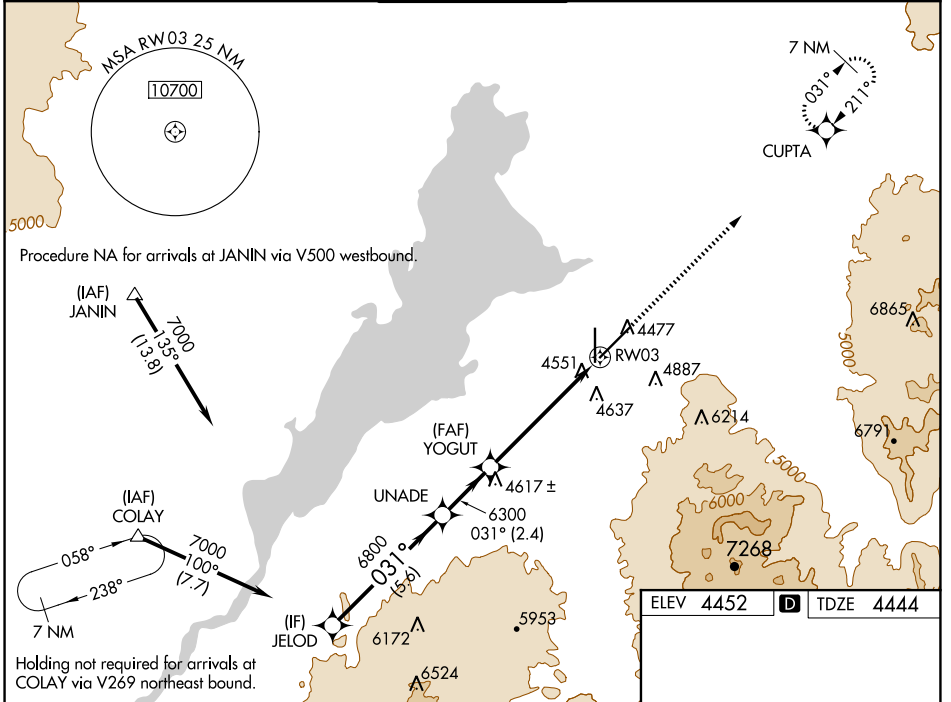 MSA RW03 25 NM
10700
7 NM
031°
211°
CUPTA
5000
Procedure NA for arrivals at JANIN via V500 westbound.
(IAF)
JANIN
7000
135°
(13.8)
4477
RW03
4551
4887
4637
6865
5000
6214
6791
(FAF)
YOGUT
4617 ±
UNADE
6300
031° (2.4)
5000
6000
7268
(IAF)
COLAY
058°
238°
7 NM
7000
100°
(7.7)
6800
031°
(5.6)
(IF)
JELOD
6172
5953
6524
Holding not required for arrivals at
COLAY via V269 northeast bound.
ELEV 4452 D TDZE 4444